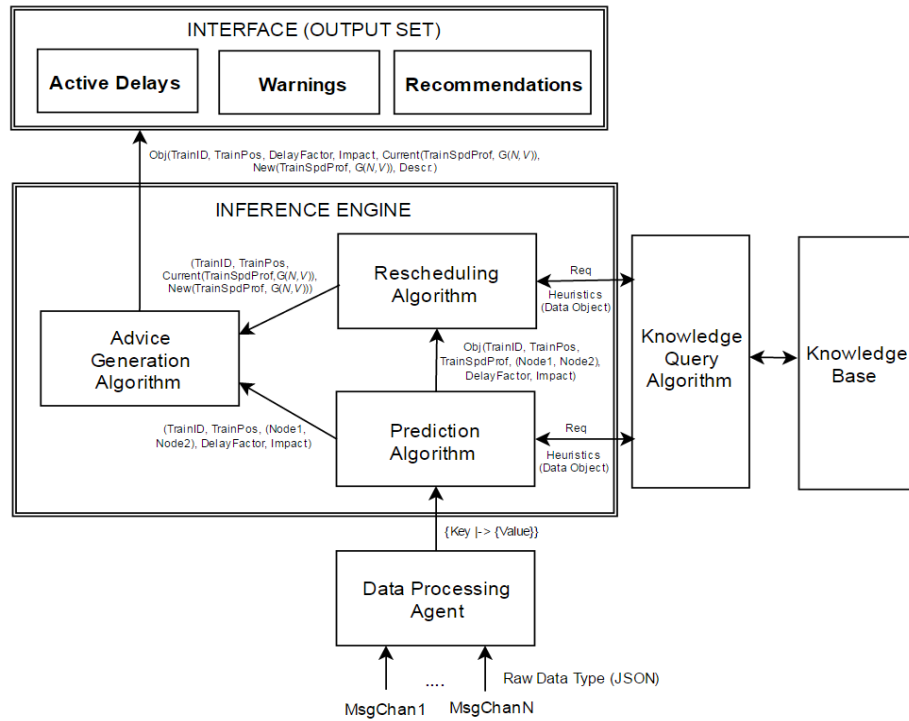 INTERFACE (OUTPUT SET)
Active Delays
Warnings
Recommendations
Obj(TrainID, TrainPos, DelayFactor, Impact, Current(TrainSpdProf, G(N,V)),
New(TrainSpdProf, G(N,V)), Descr.)
INFERENCE ENGINE
(TrainID, TrainPos,
Current(TrainSpdProf,G(N,V)),
New(TrainSpdProf, G(N,V)))
Rescheduling
Algorithm
Req
Heuristics
(Data Object)
Advice
Generation
Algorithm
Obj(TrainID, TrainPos,
TrainSpdProf, (Node1, Node2),
DelayFactor, Impact)
Knowledge
Query
Algorithm
Knowledge
Base
(TrainID, TrainPos, (Node1,
Node2), DelayFactor, Impact)
Prediction
Algorithm
Req
Heuristics
(Data Object)
{Key |-> {Value}}
Data Processing
Agent
....
Raw Data Type (JSON)
MsgChan1
MsgChanN